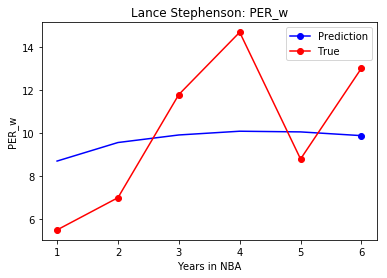 Lance Stephenson: PER_w
Prediction
True
14
12
10
8
6
PER_w
1 2 3 4 5 6
Years in NBA